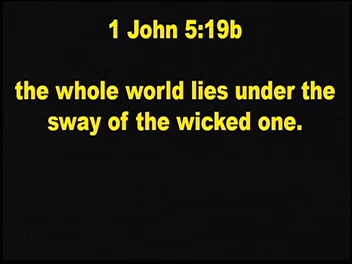 1 John 5:19b
the whole world lies under the
sway of the wicked one.